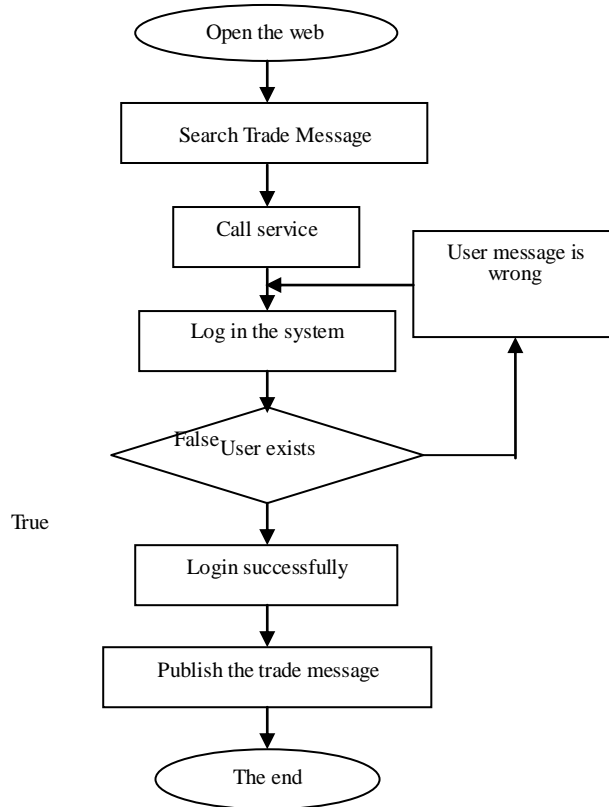 Open the web
Search Trade Message
Call service
User message is
wrong
Log in the system
False
User exists
True
Login successfully
Publish the trade message
The end